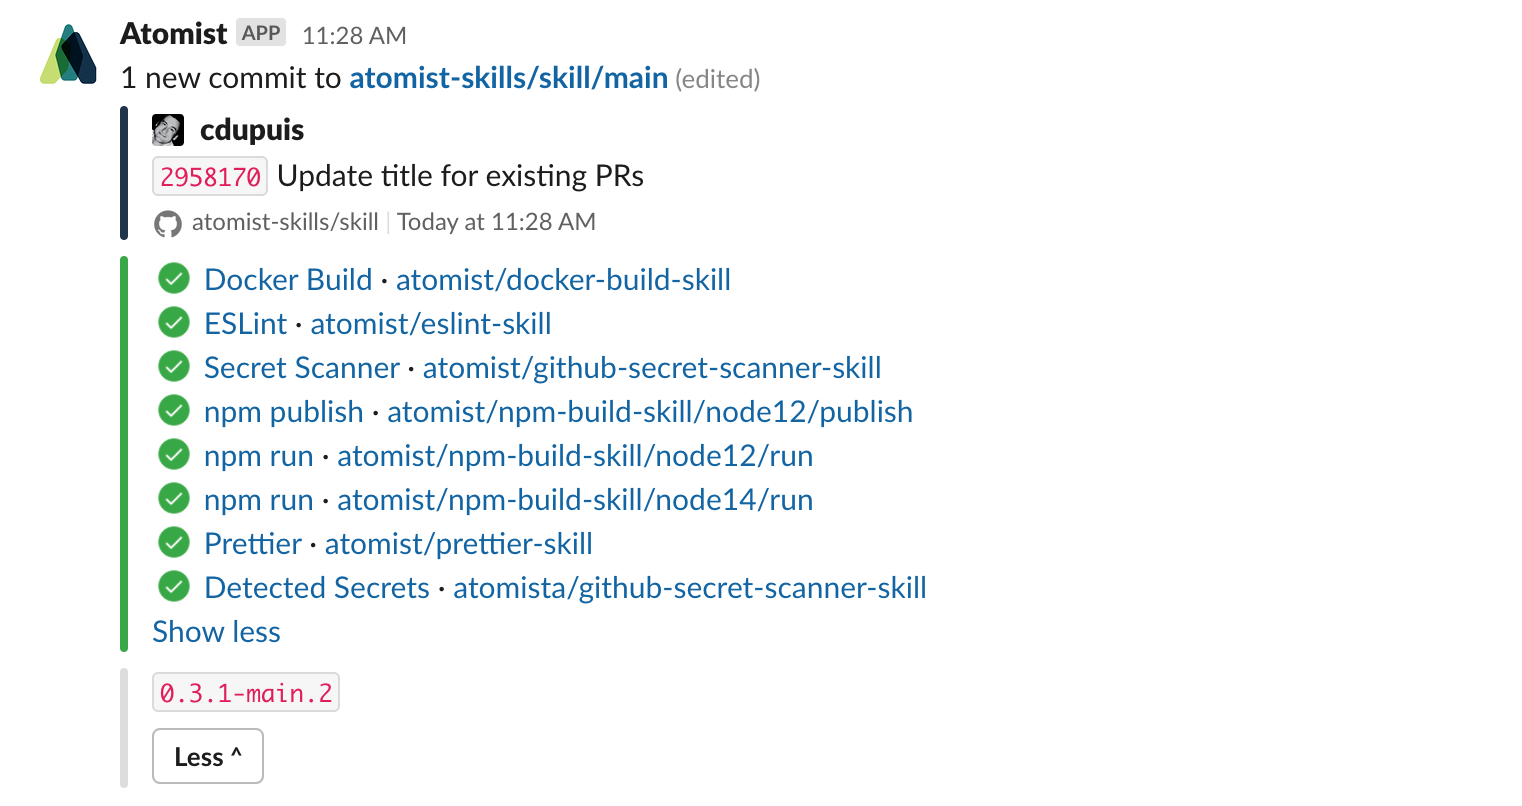 Atomist APP 11:28 AM
1 new commit to atomist-skills/skill/main (edited)
cdupuis
2958170 Update title for existing PRs
atomist-skills/skill | Today at 11:28 AM
Docker Build · atomist/docker-build-skill
ESLint · atomist/eslint-skill
Secret Scanner · atomist/github-secret-scanner-skill
npm publish · atomist/npm-build-skill/node12/publish
npm run · atomist/npm-build-skill/node12/run
npm run · atomist/npm-build-skill/node14/run
Prettier · atomist/prettier-skill
Detected Secrets · atomista/github-secret-scanner-skill
Show less
0.3.1-main.2
Less ^